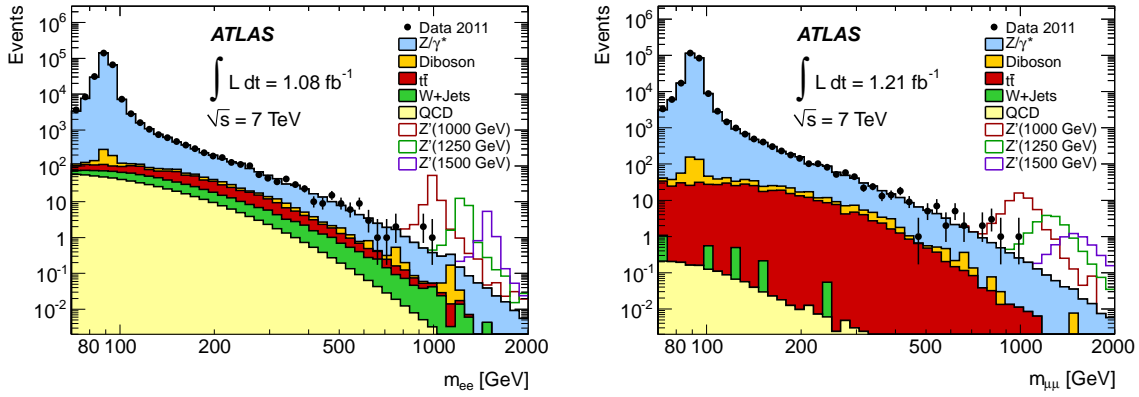 Events
10⁶
10⁵
10⁴
10³
10²
10
1
10⁻¹
10⁻²
ATLAS
∫ L dt = 1.08 fb⁻¹
√s = 7 TeV
Data 2011
Z/γ*
Diboson
tt̄
W+Jets
QCD
Z'(1000 GeV)
Z'(1250 GeV)
Z'(1500 GeV)
80 100 200 1000 2000
m_ee [GeV]
Events
10⁶
10⁵
10⁴
10³
10²
10
1
10⁻¹
10⁻²
ATLAS
∫ L dt = 1.21 fb⁻¹
√s = 7 TeV
Data 2011
Z/γ*
Diboson
tt̄
W+Jets
QCD
Z'(1000 GeV)
Z'(1250 GeV)
Z'(1500 GeV)
80 100 200 1000 2000
m_μμ [GeV]